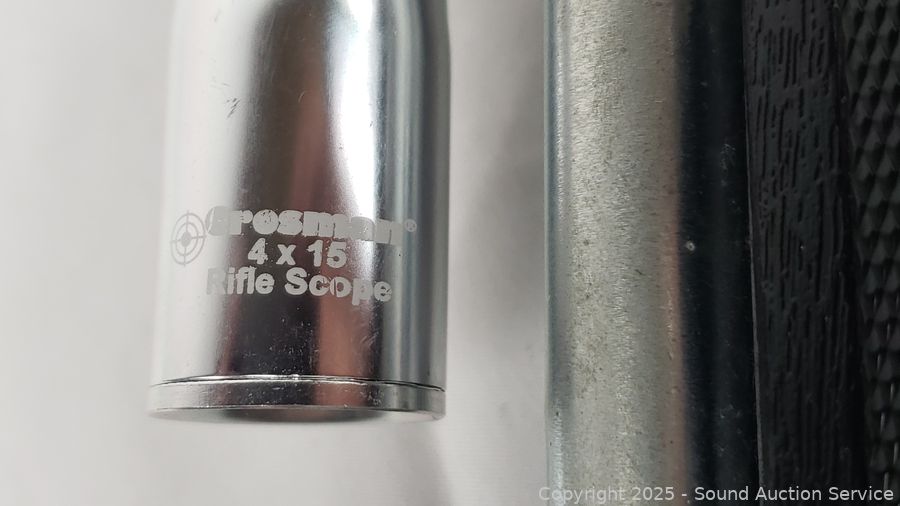 Crosman®
4 x 15
Rifle Scope
Copyright 2025 - Sound Auction Service